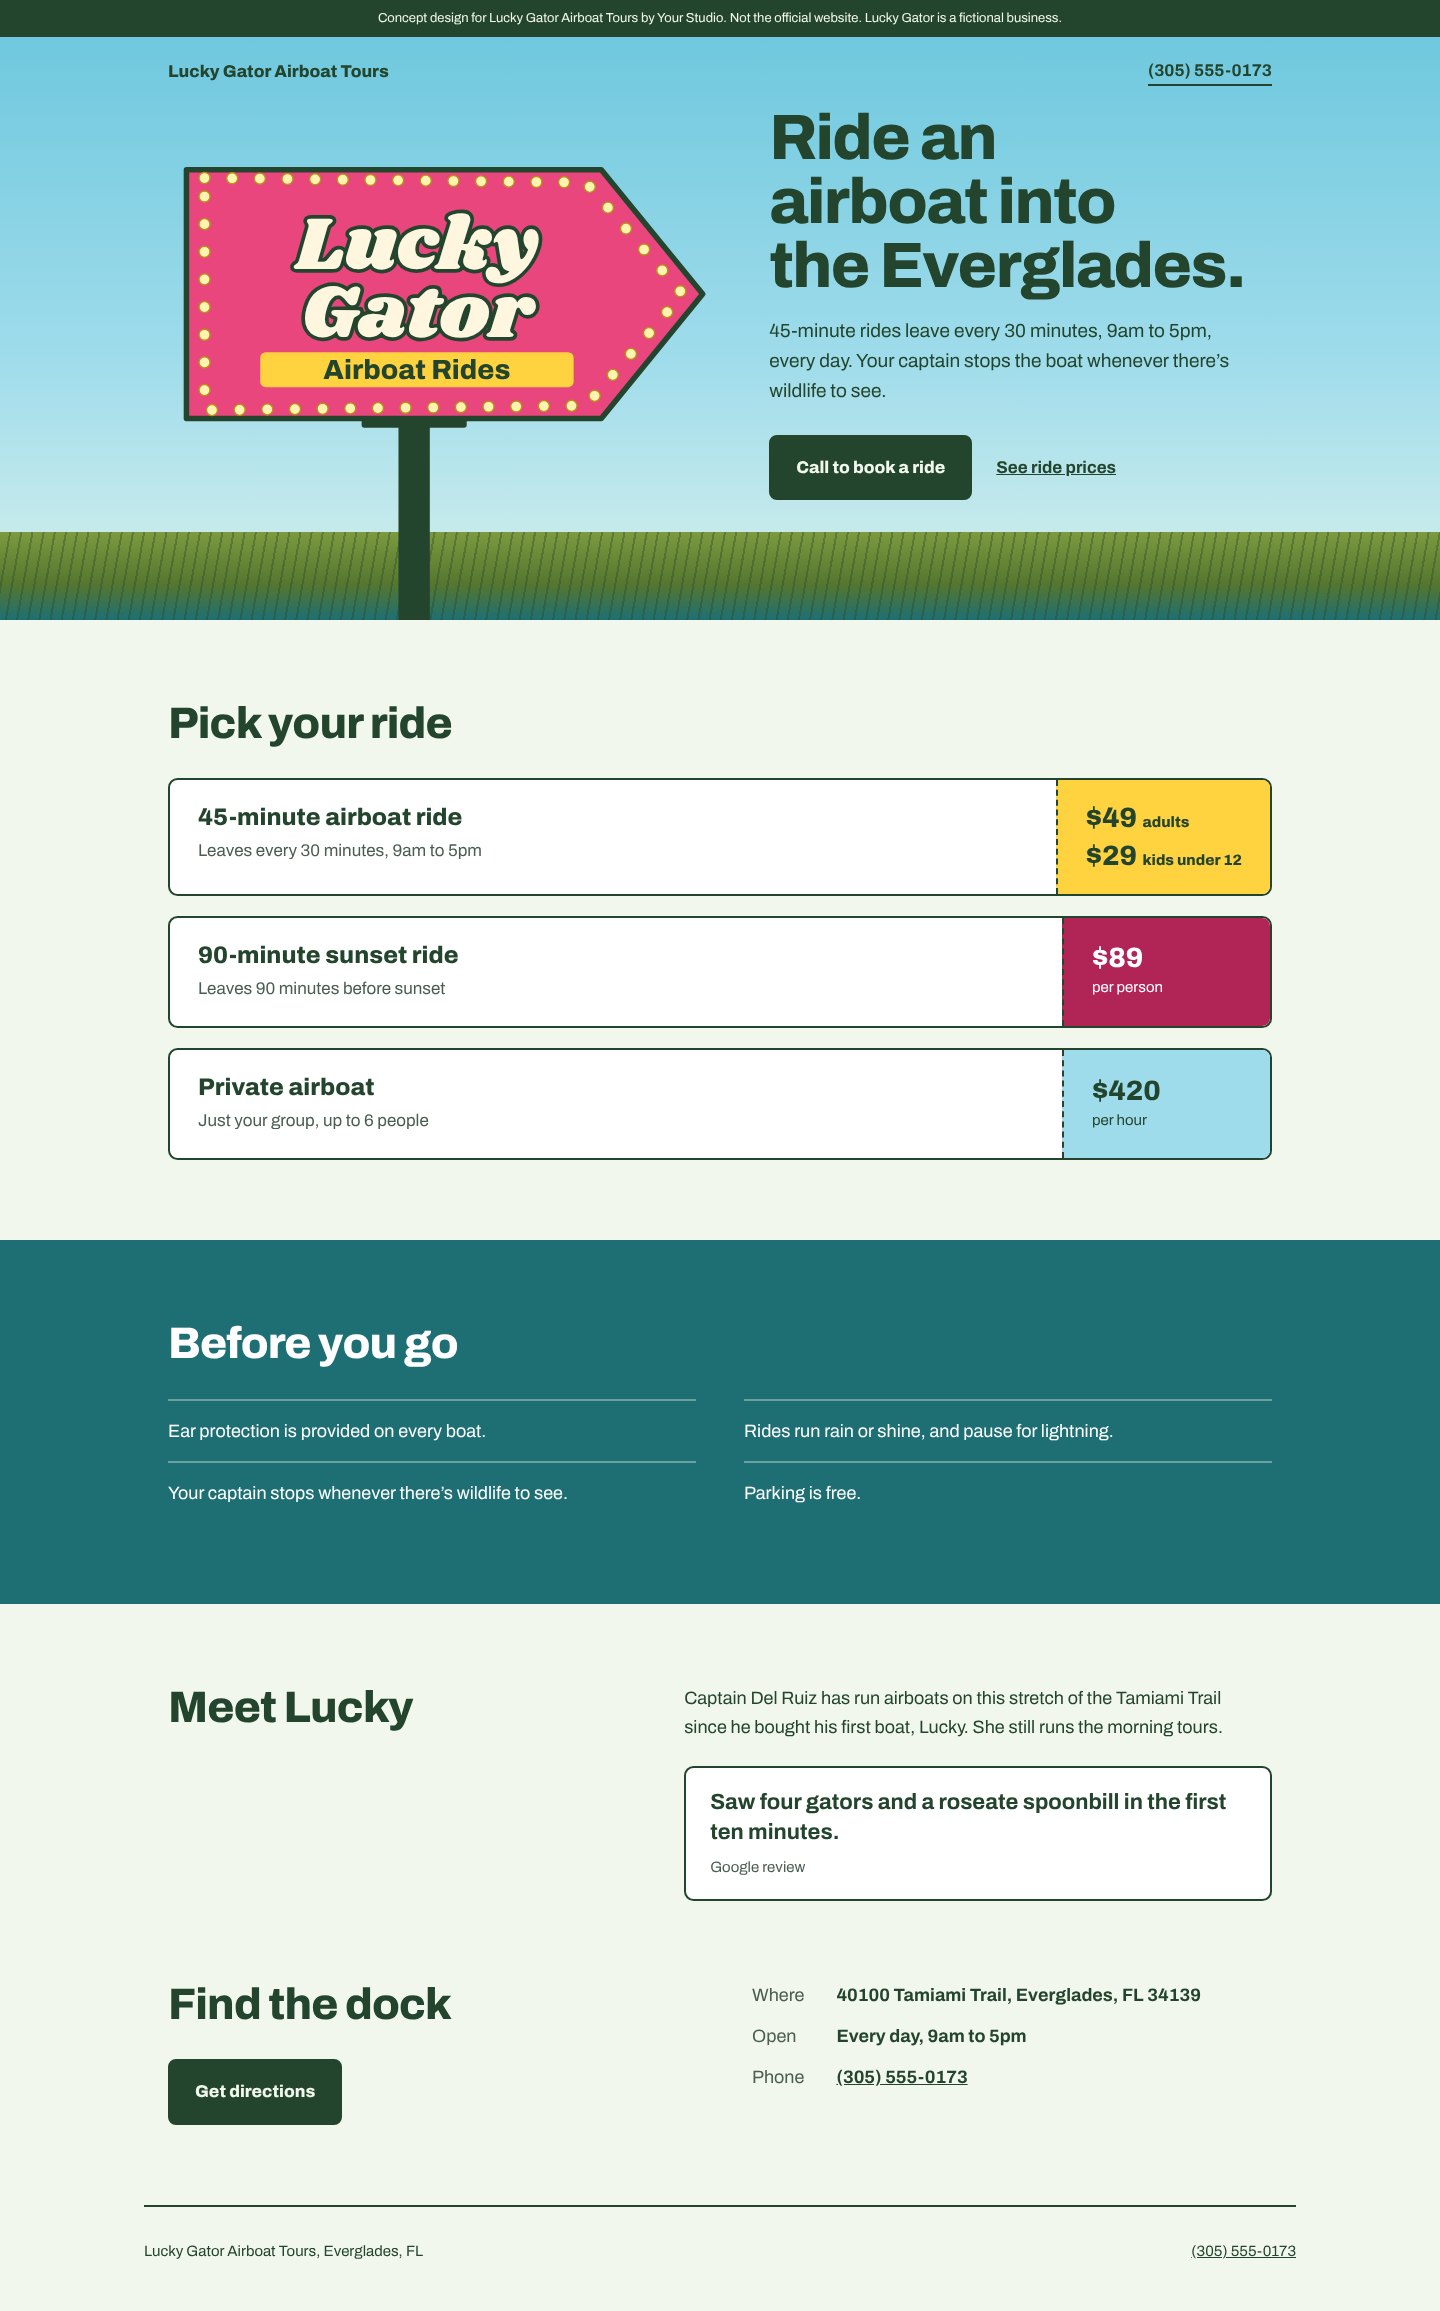 Concept design for Lucky Gator Airboat Tours by Your Studio. Not the official website. Lucky Gator is a fictional business.
Lucky Gator Airboat Tours
(305) 555-0173
Lucky
Gator
Airboat Rides
Ride an
airboat into
the Everglades.
45-minute rides leave every 30 minutes, 9am to 5pm,
every day. Your captain stops the boat whenever there’s
wildlife to see.
Call to book a ride
See ride prices
Pick your ride
45-minute airboat ride
Leaves every 30 minutes, 9am to 5pm
$49 adults
$29 kids under 12
90-minute sunset ride
Leaves 90 minutes before sunset
$89
per person
Private airboat
Just your group, up to 6 people
$420
per hour
Before you go
Ear protection is provided on every boat.
Rides run rain or shine, and pause for lightning.
Your captain stops whenever there’s wildlife to see.
Parking is free.
Meet Lucky
Captain Del Ruiz has run airboats on this stretch of the Tamiami Trail
since he bought his first boat, Lucky. She still runs the morning tours.
Saw four gators and a roseate spoonbill in the first
ten minutes.
Google review
Find the dock
Get directions
Where 40100 Tamiami Trail, Everglades, FL 34139
Open Every day, 9am to 5pm
Phone (305) 555-0173
Lucky Gator Airboat Tours, Everglades, FL
(305) 555-0173